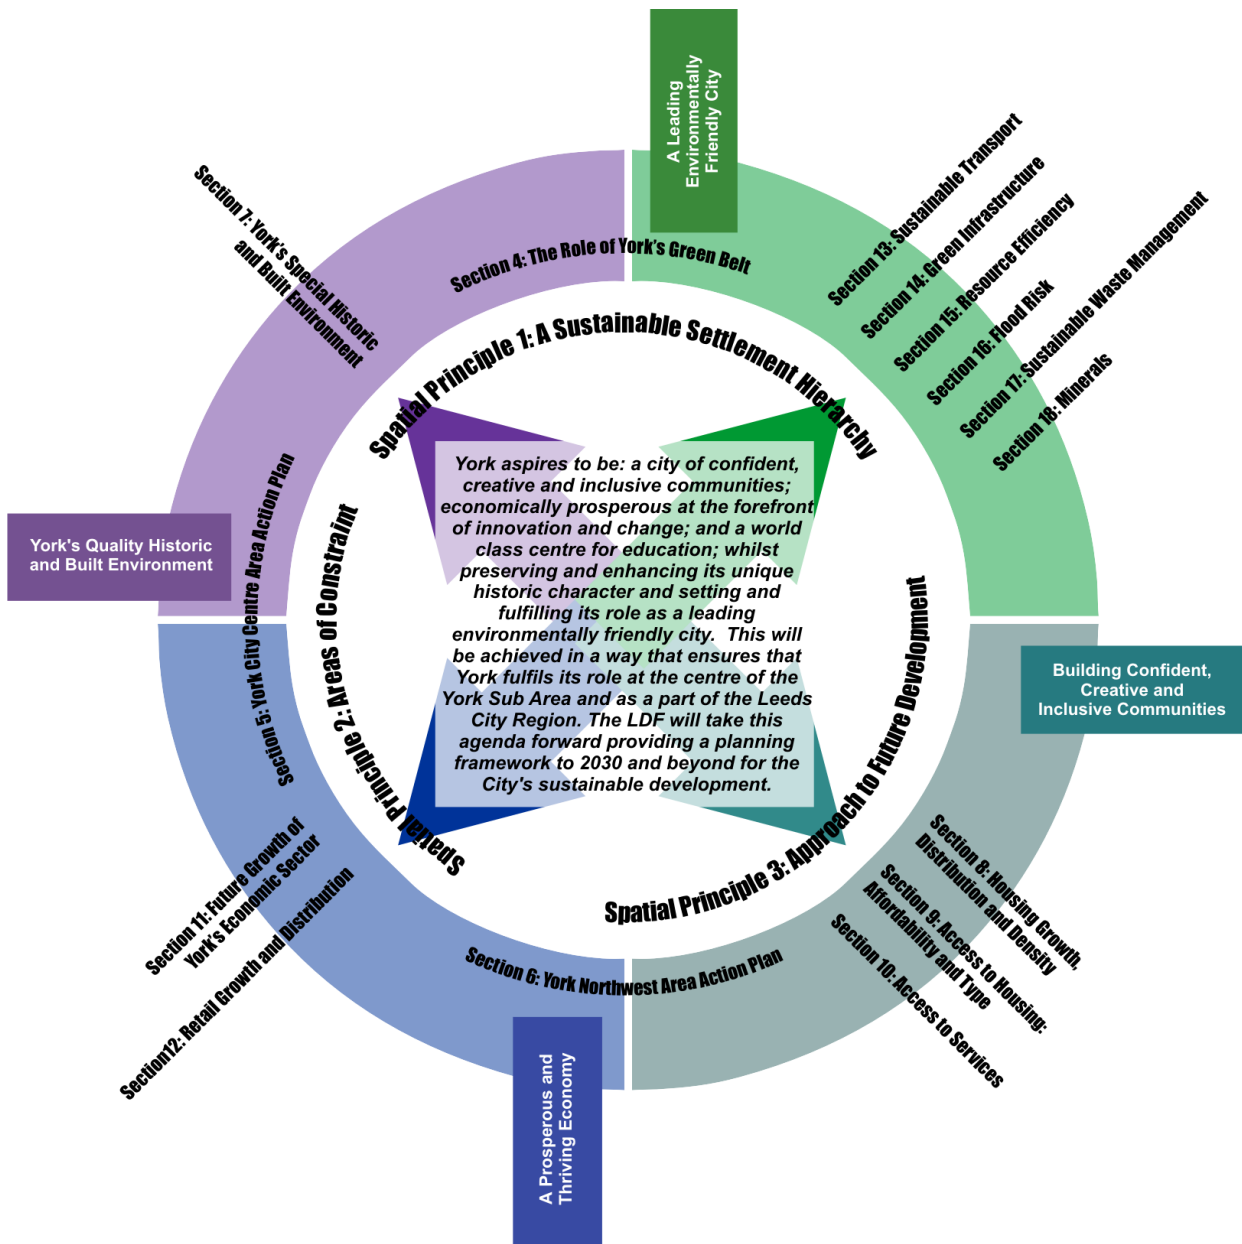 A Leading
Environmentally
Friendly City
Section 7: York's Special Historic
and Built Environment
Section 4: The Role of York's Green Belt
Section 13: Sustainable Transport
Section 14: Green Infrastructure
Section 15: Resource Efficiency
Section 16: Flood Risk
Section 17: Sustainable Waste Management
Section 18: Minerals
Spatial Principle 1: A Sustainable Settlement Hierarchy
York's Quality Historic
and Built Environment
Section 5: York City Centre Area Action Plan
Spatial Principle 2: Areas of Constraint
York aspires to be: a city of confident,
creative and inclusive communities;
economically prosperous at the forefront
of innovation and change; and a world
class centre for education; whilst
preserving and enhancing its unique
historic character and setting and
fulfilling its role as a leading
environmentally friendly city.  This will
be achieved in a way that ensures that
York fulfils its role at the centre of the
York Sub Area and as a part of the Leeds
City Region. The LDF will take this
agenda forward providing a planning
framework to 2030 and beyond for the
City's sustainable development.
Spatial Principle 3: Approach to Future Development
Building Confident,
Creative and
Inclusive Communities
Section 11: Future Growth of
York's Economic Sector
Section12: Retail Growth and Distribution
Section 6: York Northwest Area Action Plan
Section 8: Housing Growth,
Distribution and Density
Section 9: Access to Housing:
Affordability and Type
Section 10: Access to Services
A Prosperous and
Thriving Economy